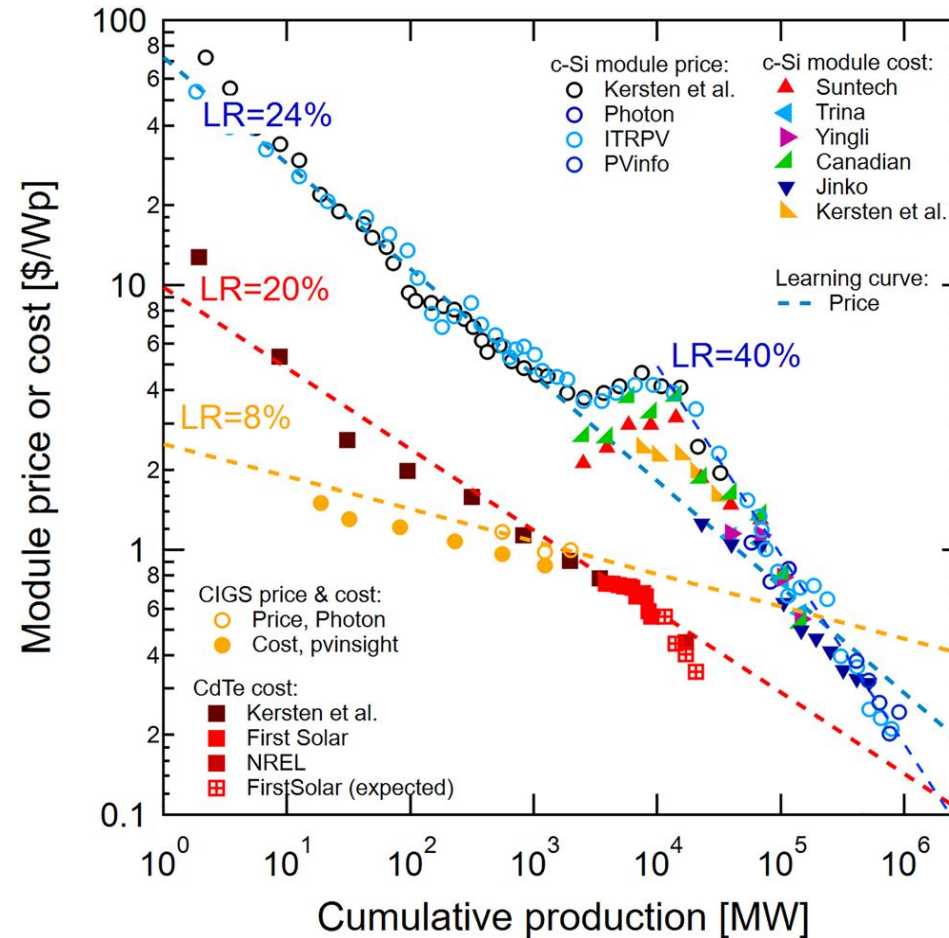 Module price or cost [$/Wp]
100
8
6
4
2
10
8
6
4
2
1
8
6
4
2
0.1
LR=24%
LR=20%
LR=8%
LR=40%
c-Si module price:
Kersten et al.
Photon
ITRPV
PVinfo
c-Si module cost:
Suntech
Trina
Yingli
Canadian
Jinko
Kersten et al.
Learning curve:
Price
CIGS price & cost:
Price, Photon
Cost, pvinsight
CdTe cost:
Kersten et al.
First Solar
NREL
FirstSolar (expected)
10⁰ 10¹ 10² 10³ 10⁴ 10⁵ 10⁶
Cumulative production [MW]